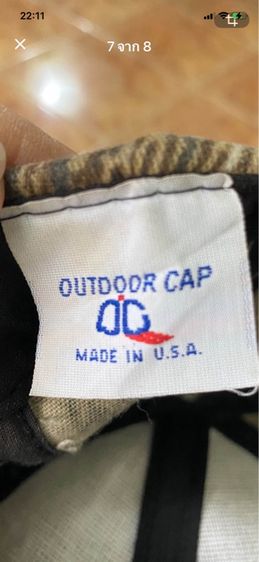 22:11
7 จาก 8
OUTDOOR CAP
OC
MADE IN U.S.A.